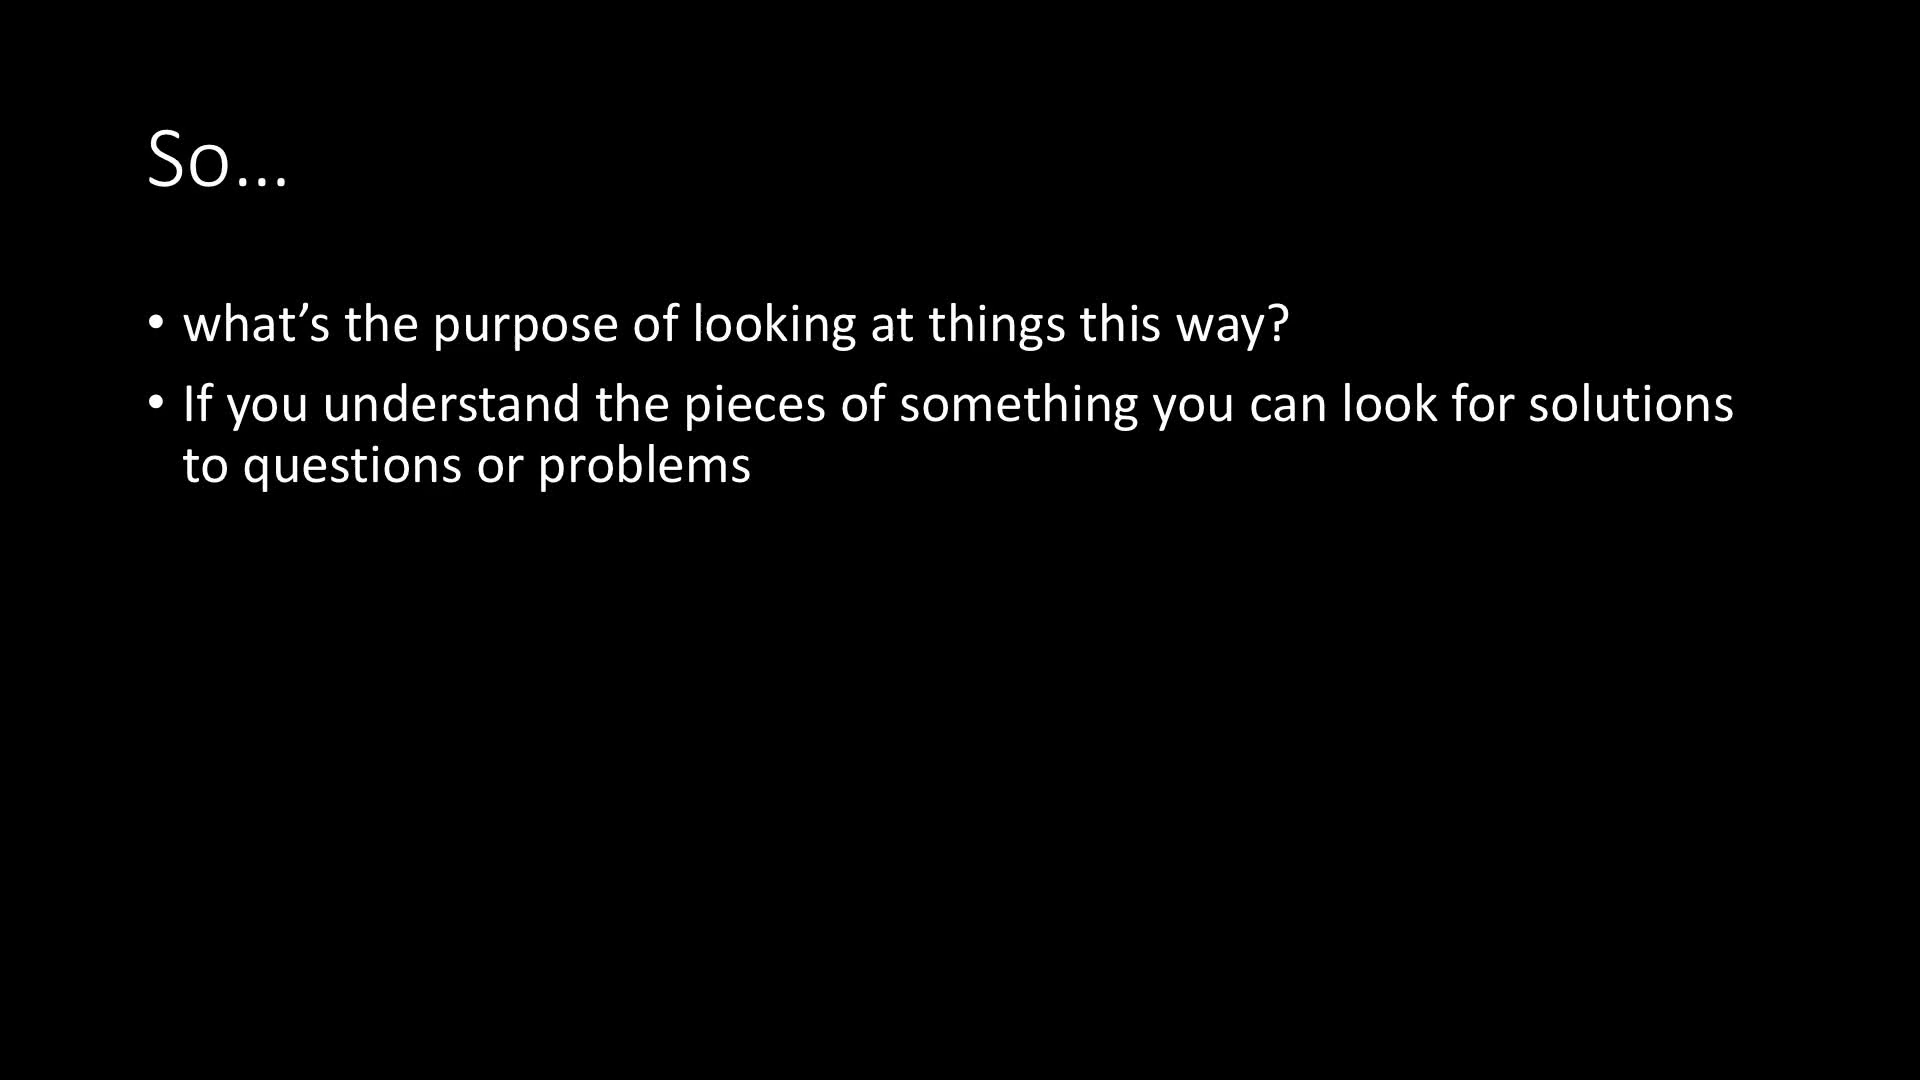 So…
• what’s the purpose of looking at things this way?
• If you understand the pieces of something you can look for solutions
to questions or problems